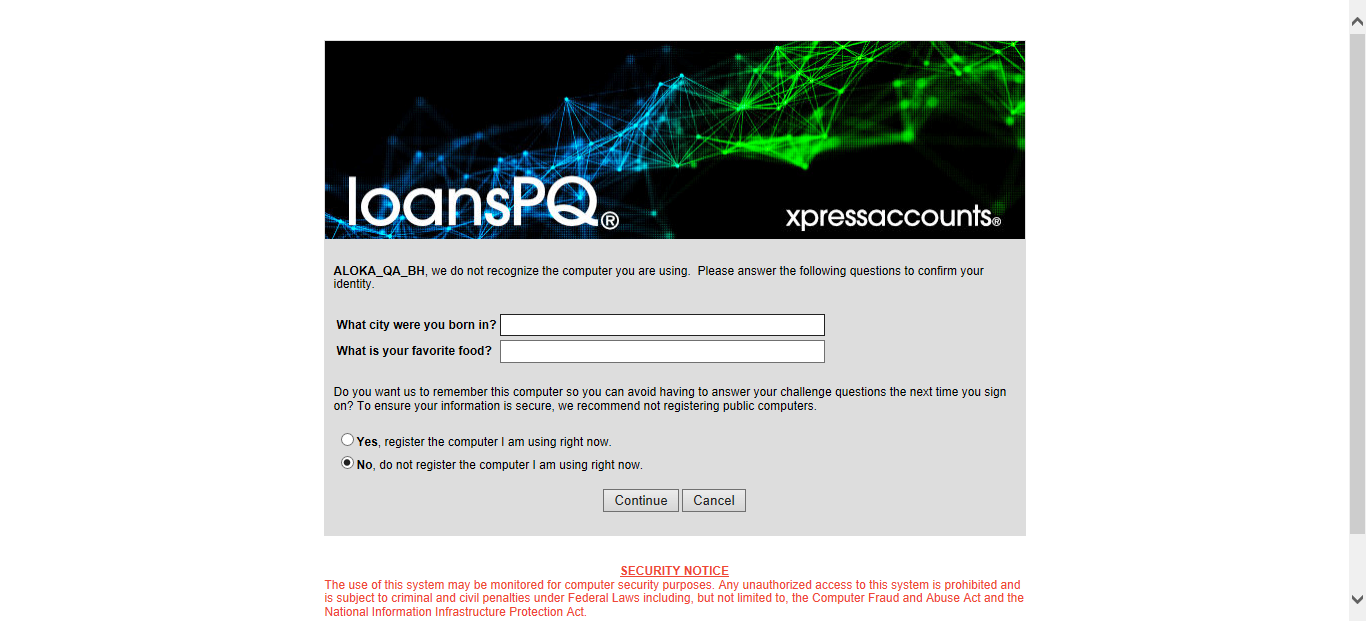 loansPQ®
xpressaccounts®
ALOKA_QA_BH, we do not recognize the computer you are using.  Please answer the following questions to confirm your
identity.
What city were you born in?
What is your favorite food?
Do you want us to remember this computer so you can avoid having to answer your challenge questions the next time you sign
on? To ensure your information is secure, we recommend not registering public computers.
Yes, register the computer I am using right now.
No, do not register the computer I am using right now.
Continue Cancel
SECURITY NOTICE
The use of this system may be monitored for computer security purposes. Any unauthorized access to this system is prohibited and
is subject to criminal and civil penalties under Federal Laws including, but not limited to, the Computer Fraud and Abuse Act and the
National Information Infrastructure Protection Act.